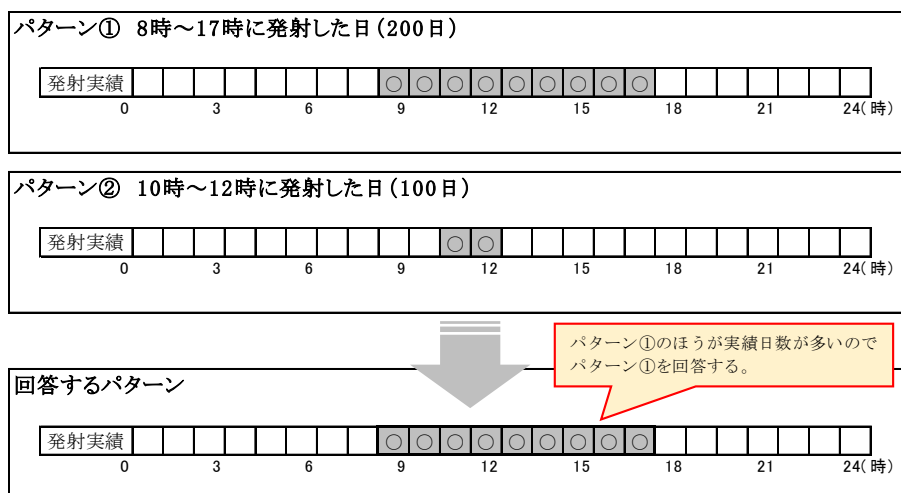 パターン① 8時～17時に発射した日(200日)
発射実績 ○ ○ ○ ○ ○ ○ ○ ○ ○
0 3 6 9 12 15 18 21 24(時)
パターン② 10時～12時に発射した日(100日)
発射実績 ○ ○
0 3 6 9 12 15 18 21 24(時)
パターン①のほうが実績日数が多いので
パターン①を回答する。
回答するパターン
発射実績 ○ ○ ○ ○ ○ ○ ○ ○ ○
0 3 6 9 12 15 18 21 24(時)